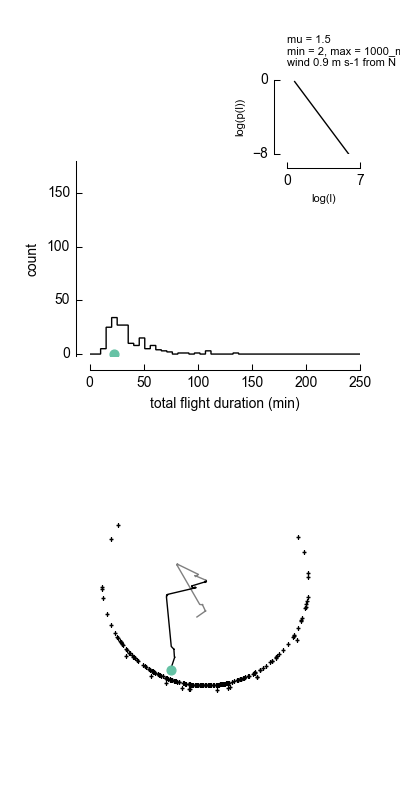 mu = 1.5
min = 2, max = 1000_m
wind 0.9 m s-1 from N
0
log(p(l))
−8
0 7
log(l)
150
100
count
50
0
0 50 100 150 200 250
total flight duration (min)